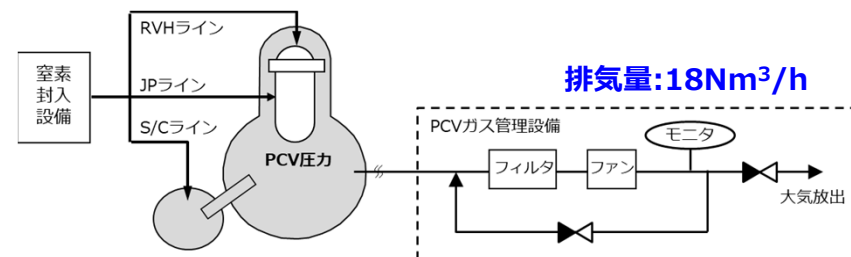 RVHライン
窒素
封入
設備
JPライン
S/Cライン
PCV圧力
排気量:18Nm³/h
PCVガス管理設備
モニタ
フィルタ
ファン
大気放出